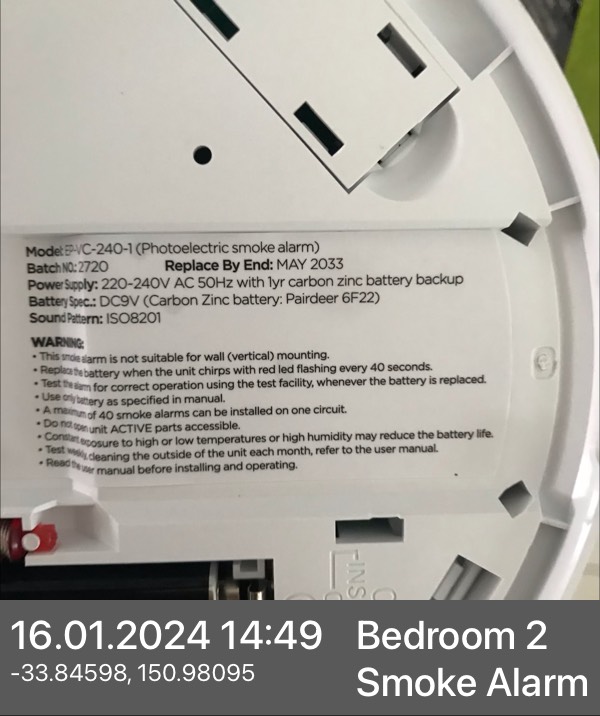 Model: EP-VC-240-1 (Photoelectric smoke alarm)
Batch NO.: 2720 Replace By End: MAY 2033
Power Supply: 220-240V AC 50Hz with 1yr carbon zinc battery backup
Battery Spec.: DC9V (Carbon Zinc battery: Pairdeer 6F22)
Sound Pattern: ISO8201
WARNING:
• This smoke alarm is not suitable for wall (vertical) mounting.
• Replace the battery when the unit chirps with red led flashing every 40 seconds.
• Test the alarm for correct operation using the test facility, whenever the battery is replaced.
• Use only battery as specified in manual.
• A maximum of 40 smoke alarms can be installed on one circuit.
• Do not open unit ACTIVE parts accessible.
• Constant exposure to high or low temperatures or high humidity may reduce the battery life.
• Test weekly, cleaning the outside of the unit each month, refer to the user manual.
• Read the user manual before installing and operating.
16.01.2024 14:49
-33.84598, 150.98095
Bedroom 2
Smoke Alarm